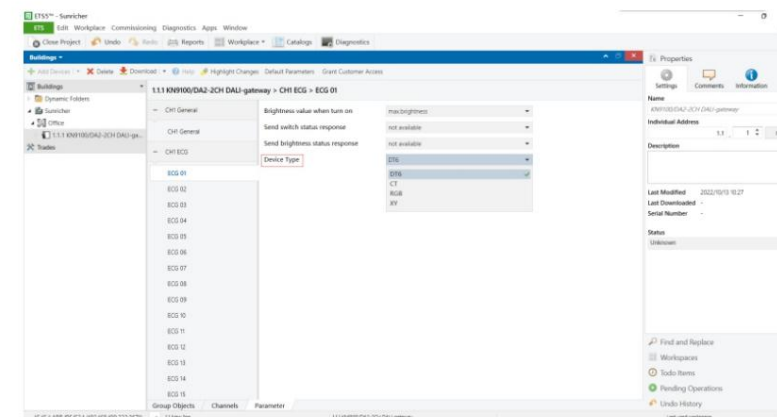 ETS5™ - Sunricher
ETS Edit Workplace Commissioning Diagnostics Apps Window
Close Project Undo Redo Reports Workplace Catalogs Diagnostics
Buildings
Add Devices Delete Download Help Highlight Changes Default Parameters Grant Customer Access
Buildings
Dynamic Folders
Sunricher
Office
1.1.1 KN9100/DA2-2CH DALI-ga...
Trades
1.1.1 KN9100/DA2-2CH DALI-gateway > CH1 ECG > ECG 01
CH1 General
CH1 General
CH1 ECG
ECG 01
ECG 02
ECG 03
ECG 04
ECG 05
ECG 06
ECG 07
ECG 08
ECG 09
ECG 10
ECG 11
ECG 12
ECG 13
ECG 14
ECG 15
Brightness value when turn on max.brightness
Send switch status response not available
Send brightness status response not available
Device Type DT6
DT6
CT
RGB
XY
Group Objects Channels Parameter
Properties
Settings Comments Information
Name
KN9100/DA2-2CH DALI-gateway
Individual Address
1.1 . 1
Description
Last Modified 2022/10/13 10:27
Last Downloaded -
Serial Number -
Status
Unknown
Find and Replace
Workspaces
Todo Items
Pending Operations
Undo History